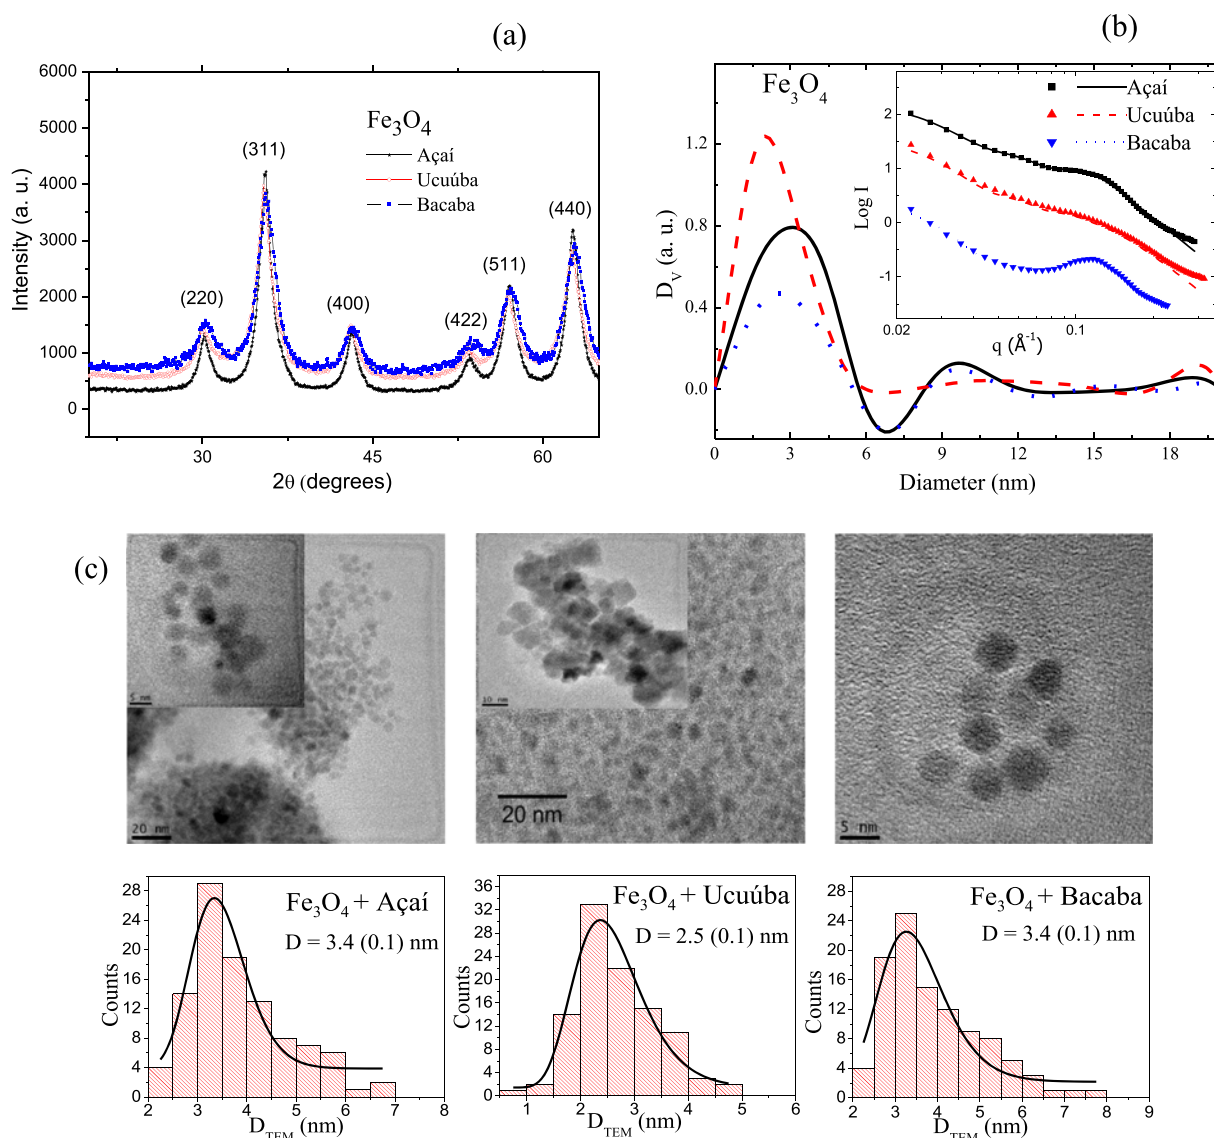 (a)
6000
5000
4000
3000
2000
1000
0
Intensity (a. u.)
Fe3O4
Açaí
Ucuúba
Bacaba
(220)
(311)
(400)
(422)
(511)
(440)
30
45
60
2θ (degrees)
(b)
Fe3O4
1.2
0.8
0.4
0.0
DV (a. u.)
0
3
6
9
12
15
18
Diameter (nm)
Açaí
Ucuúba
Bacaba
2
1
0
-1
Log I
0.02
0.1
q (Å-1)
(c)
5 nm
20 nm
10 nm
20 nm
5 nm
Fe3O4 + Açaí
D = 3.4 (0.1) nm
28
24
20
16
12
8
4
0
Counts
2
3
4
5
6
7
8
DTEM (nm)
Fe3O4 + Ucuúba
D = 2.5 (0.1) nm
36
32
28
24
20
16
12
8
4
0
Counts
1
2
3
4
5
6
DTEM (nm)
Fe3O4 + Bacaba
D = 3.4 (0.1) nm
28
24
20
16
12
8
4
0
Counts
2
3
4
5
6
7
8
9
DTEM (nm)